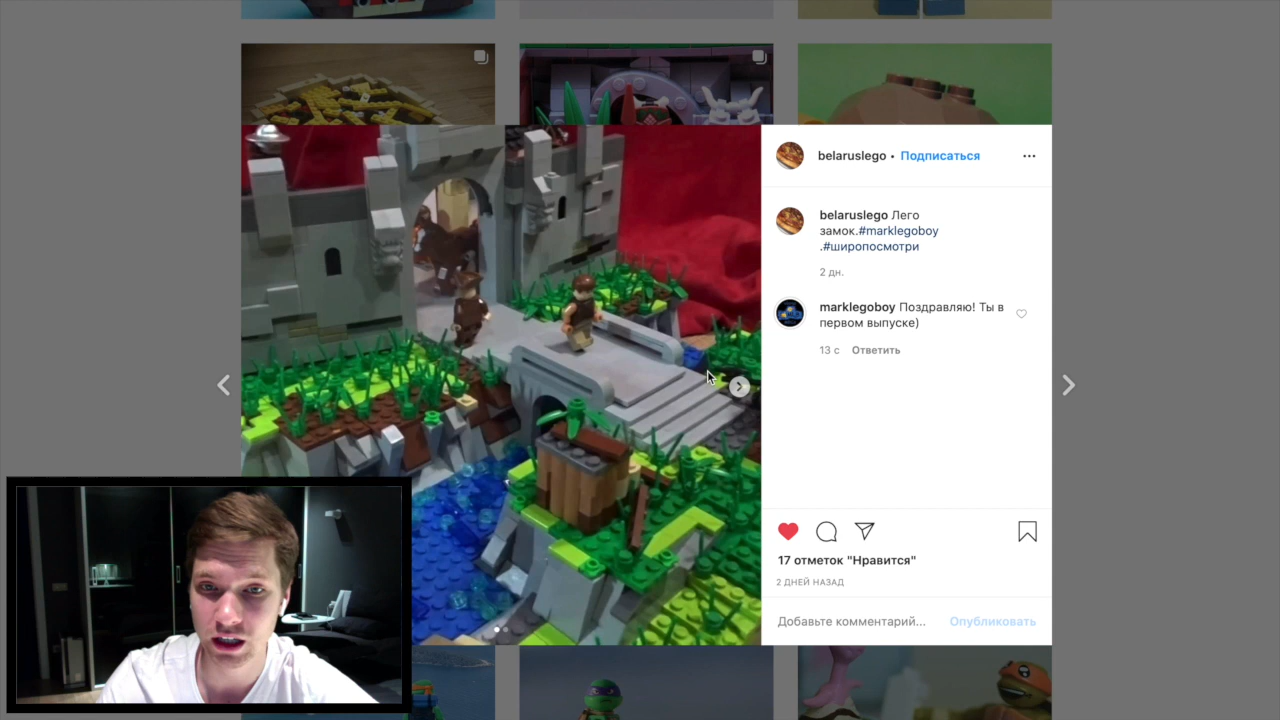 belaruslego • Подписаться
belaruslego Лего
замок.#marklegoboy
.#широпосмотри
2 дн.
marklegoboy Поздравляю! Ты в
первом выпуске)
13 с Ответить
17 отметок "Нравится"
2 ДНЕЙ НАЗАД
Добавьте комментарий... Опубликовать